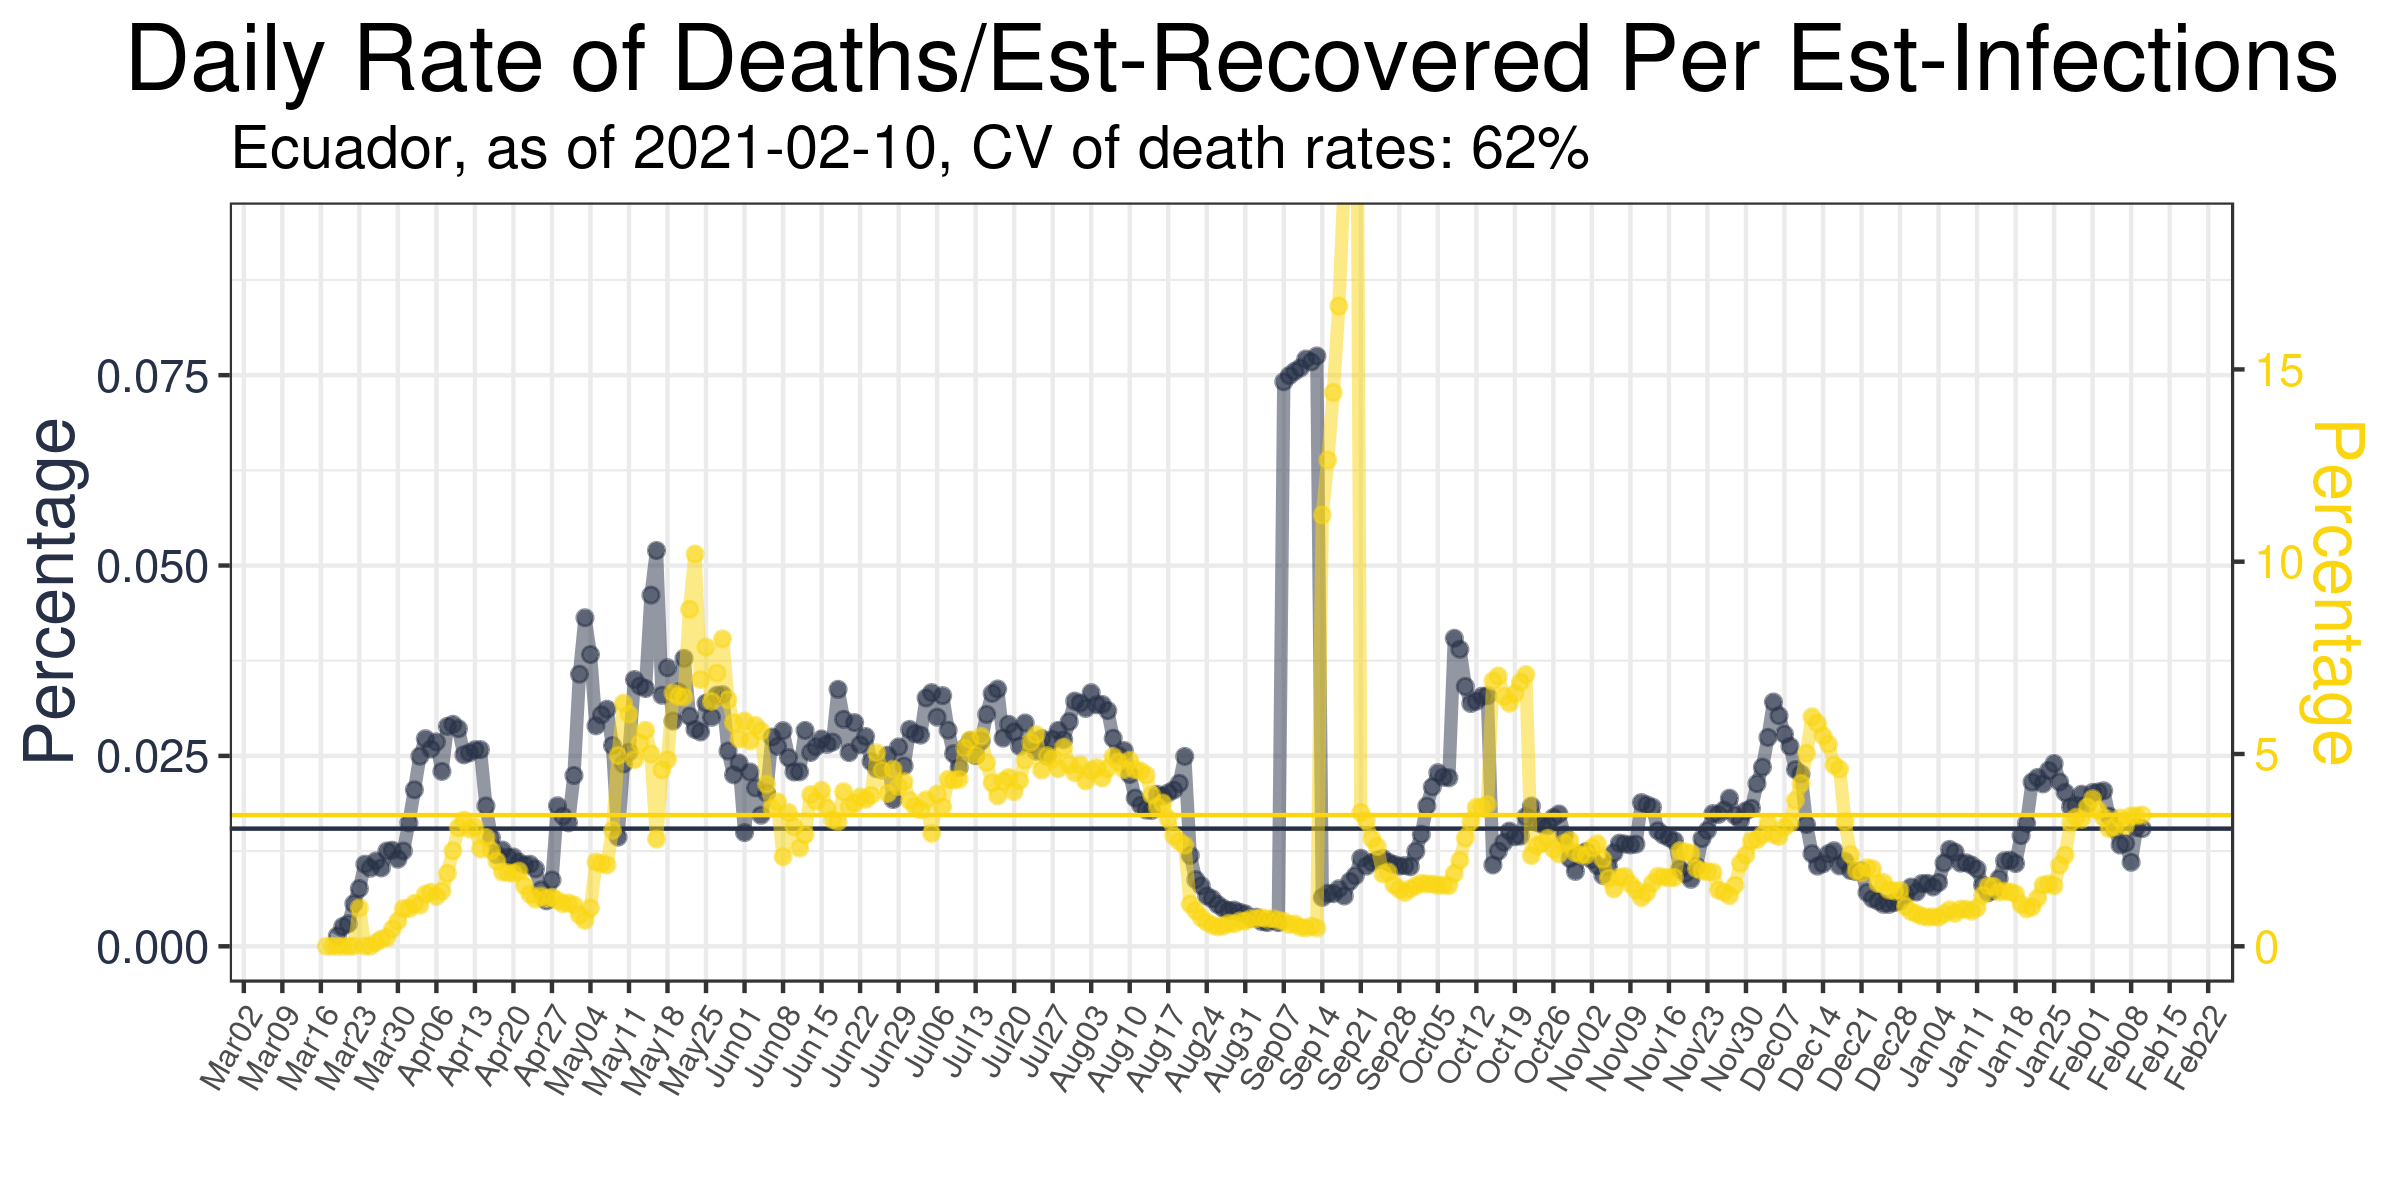 Daily Rate of Deaths/Est-Recovered Per Est-Infections
Ecuador, as of 2021-02-10, CV of death rates: 62%
Percentage
0.075
0.050
0.025
0.000
15
10
5
0
Percentage
Mar02
Mar09
Mar16
Mar23
Mar30
Apr06
Apr13
Apr20
Apr27
May04
May11
May18
May25
Jun01
Jun08
Jun15
Jun22
Jun29
Jul06
Jul13
Jul20
Jul27
Aug03
Aug10
Aug17
Aug24
Aug31
Sep07
Sep14
Sep21
Sep28
Oct05
Oct12
Oct19
Oct26
Nov02
Nov09
Nov16
Nov23
Nov30
Dec07
Dec14
Dec21
Dec28
Jan04
Jan11
Jan18
Jan25
Feb01
Feb08
Feb15
Feb22